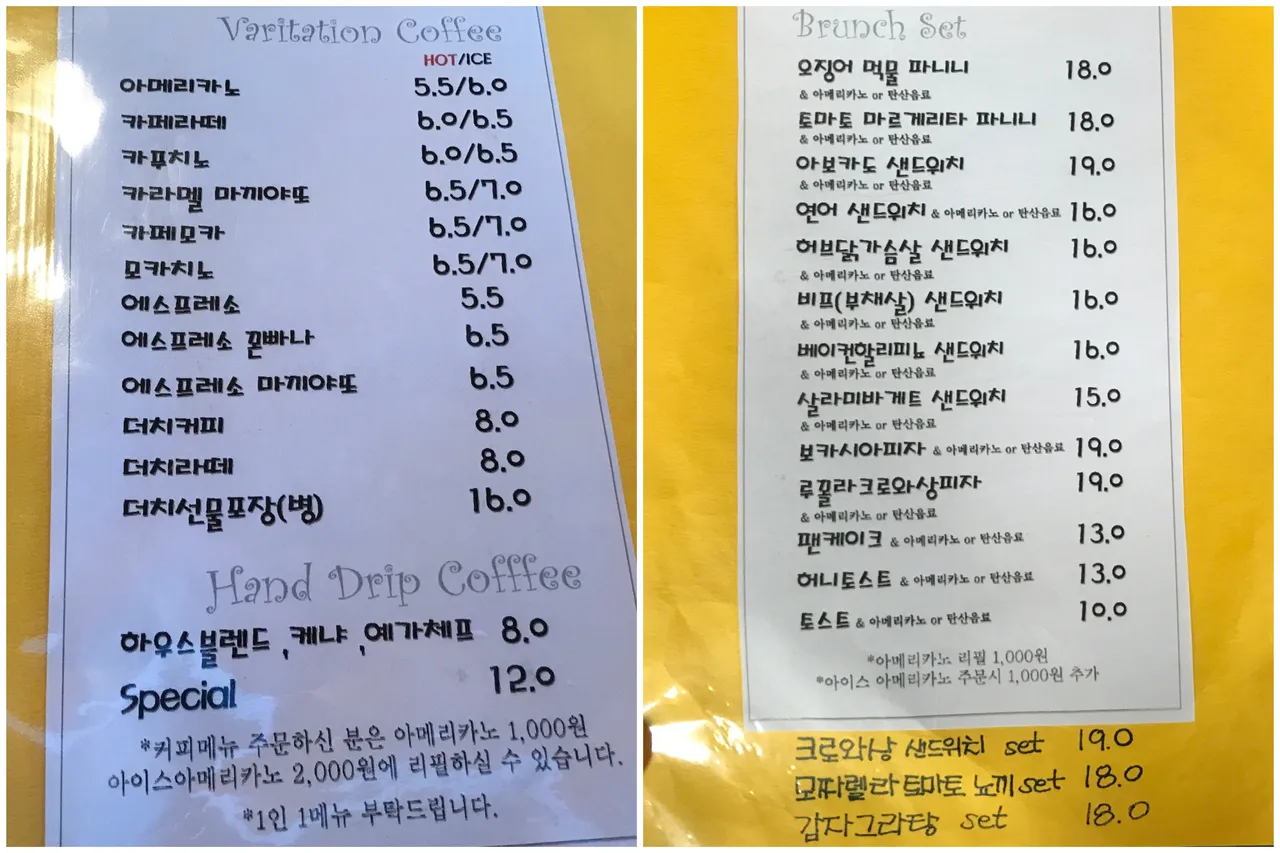 Varitation Coffee
HOT/ICE
아메리카노 5.5/6.0
카페라떼 6.0/6.5
카푸치노 6.0/6.5
카라멜 마끼야또 6.5/7.0
카페모카 6.5/7.0
모카치노 6.5/7.0
에스프레소 5.5
에스프레소 꼰빠나 6.5
에스프레소 마끼야또 6.5
더치커피 8.0
더치라떼 8.0
더치선물포장(병) 16.0
Hand Drip Cofffee
하우스블렌드 ,케냐 ,예가체프 8.0
Special 12.0
*커피메뉴 주문하신 분은 아메리카노 1,000원
아이스아메리카노 2,000원에 리필하실 수 있습니다.
*1인 1메뉴 부탁드립니다.
Brunch Set
오징어 먹물 파니니 18.0
& 아메리카노 or 탄산음료
토마토 마르게리타 파니니 18.0
& 아메리카노 or 탄산음료
아보카도 샌드위치 19.0
& 아메리카노 or 탄산음료
연어 샌드위치 & 아메리카노 or 탄산음료 16.0
허브닭가슴살 샌드위치 16.0
& 아메리카노 or 탄산음료
비프(부채살) 샌드위치 16.0
& 아메리카노 or 탄산음료
베이컨할리피뇨 샌드위치 16.0
& 아메리카노 or 탄산음료
살라미바게트 샌드위치 15.0
& 아메리카노 or 탄산음료
보카시아피자 & 아메리카노 or 탄산음료 19.0
루꼴라크로와상피자 19.0
& 아메리카노 or 탄산음료
팬케이크 & 아메리카노 or 탄산음료 13.0
허니토스트 & 아메리카노 or 탄산음료 13.0
토스트 & 아메리카노 or 탄산음료 10.0
*아메리카노 리필 1,000원
*아이스 아메리카노 주문시 1,000원 추가
크로와상 샌드위치 set 19.0
모짜렐라 토마토 뇨끼 set 18.0
감자그라탕 set 18.0